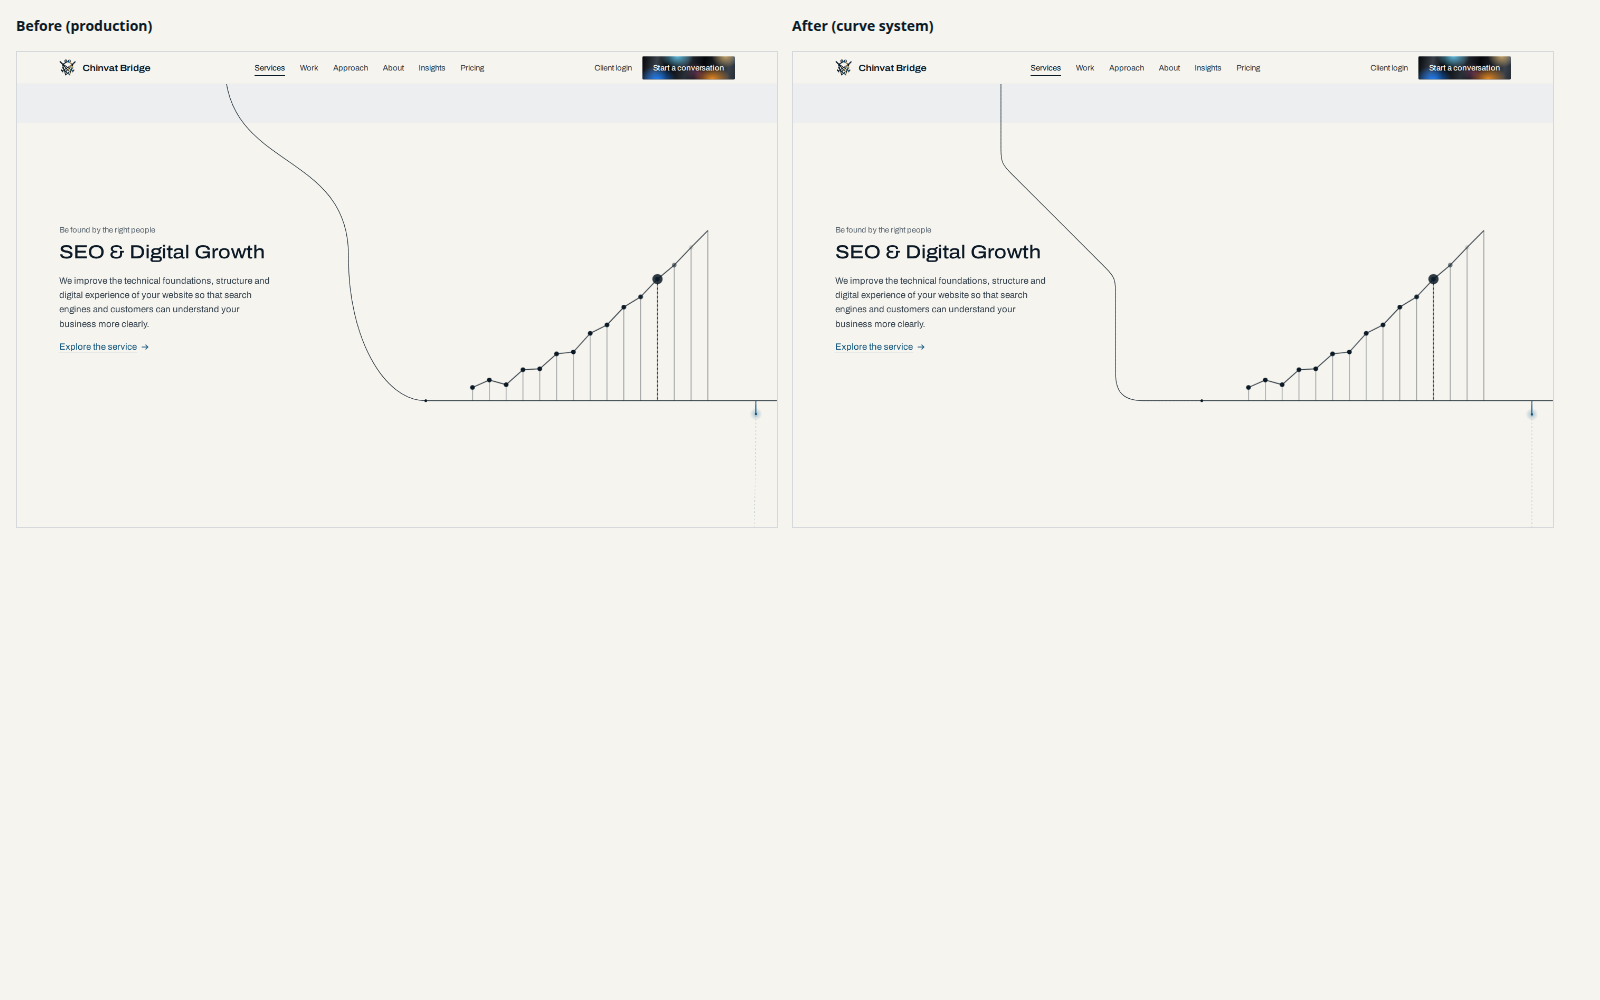 Before (production)
Chinvat Bridge
Services Work Approach About Insights Pricing
Client login Start a conversation
Be found by the right people
SEO & Digital Growth
We improve the technical foundations, structure and
digital experience of your website so that search
engines and customers can understand your
business more clearly.
Explore the service →
After (curve system)
Chinvat Bridge
Services Work Approach About Insights Pricing
Client login Start a conversation
Be found by the right people
SEO & Digital Growth
We improve the technical foundations, structure and
digital experience of your website so that search
engines and customers can understand your
business more clearly.
Explore the service →